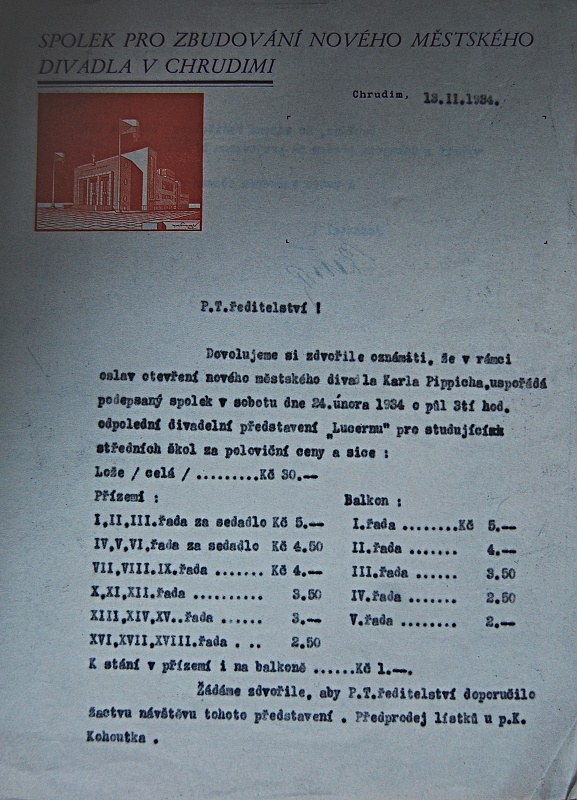 SPOLEK PRO ZBUDOVÁNÍ NOVÉHO MĚSTSKÉHO
DIVADLA V CHRUDIMI
Chrudim, 13.II.1934.
P.T.ředitelství !
Dovolujeme si zdvořile oznámiti, že v rámci
oslav otevření nového městského divadla Karla Pippicha,uspořádá
podepsaný spolek v sobotu dne 24.února 1934 o půl 3tí hod.
odpolední divadelní představení „Lucernu" pro studujících
středních škol za poloviční ceny a sice :
Lože / celá / .........Kč 30.—
Přízemí : Balkon :
I,II,III.řada za sedadlo Kč 5.— I.řada ........Kč 5.—
IV,V,VI,řada za sedadlo Kč 4.50 II.řada ....... 4.—
VII,VIII.IX.řada ....... Kč 4.— III.řada ...... 3.50
X,XI,XII.řada .......... 3.50 IV.řada ....... 2.50
XIII,XIV,XV..řada ...... 3.— V.řada ....... 2.—
XVI,XVII,XVIII.řada . .. 2.50
K stání v přízemí i na balkoně ......Kč 1.—.
Žádáme zdvořile, aby P.T.ředitelství doporučilo
žactvu návštěvu tohoto představení . Předprodej lístků u p.K.
Kohoutka .